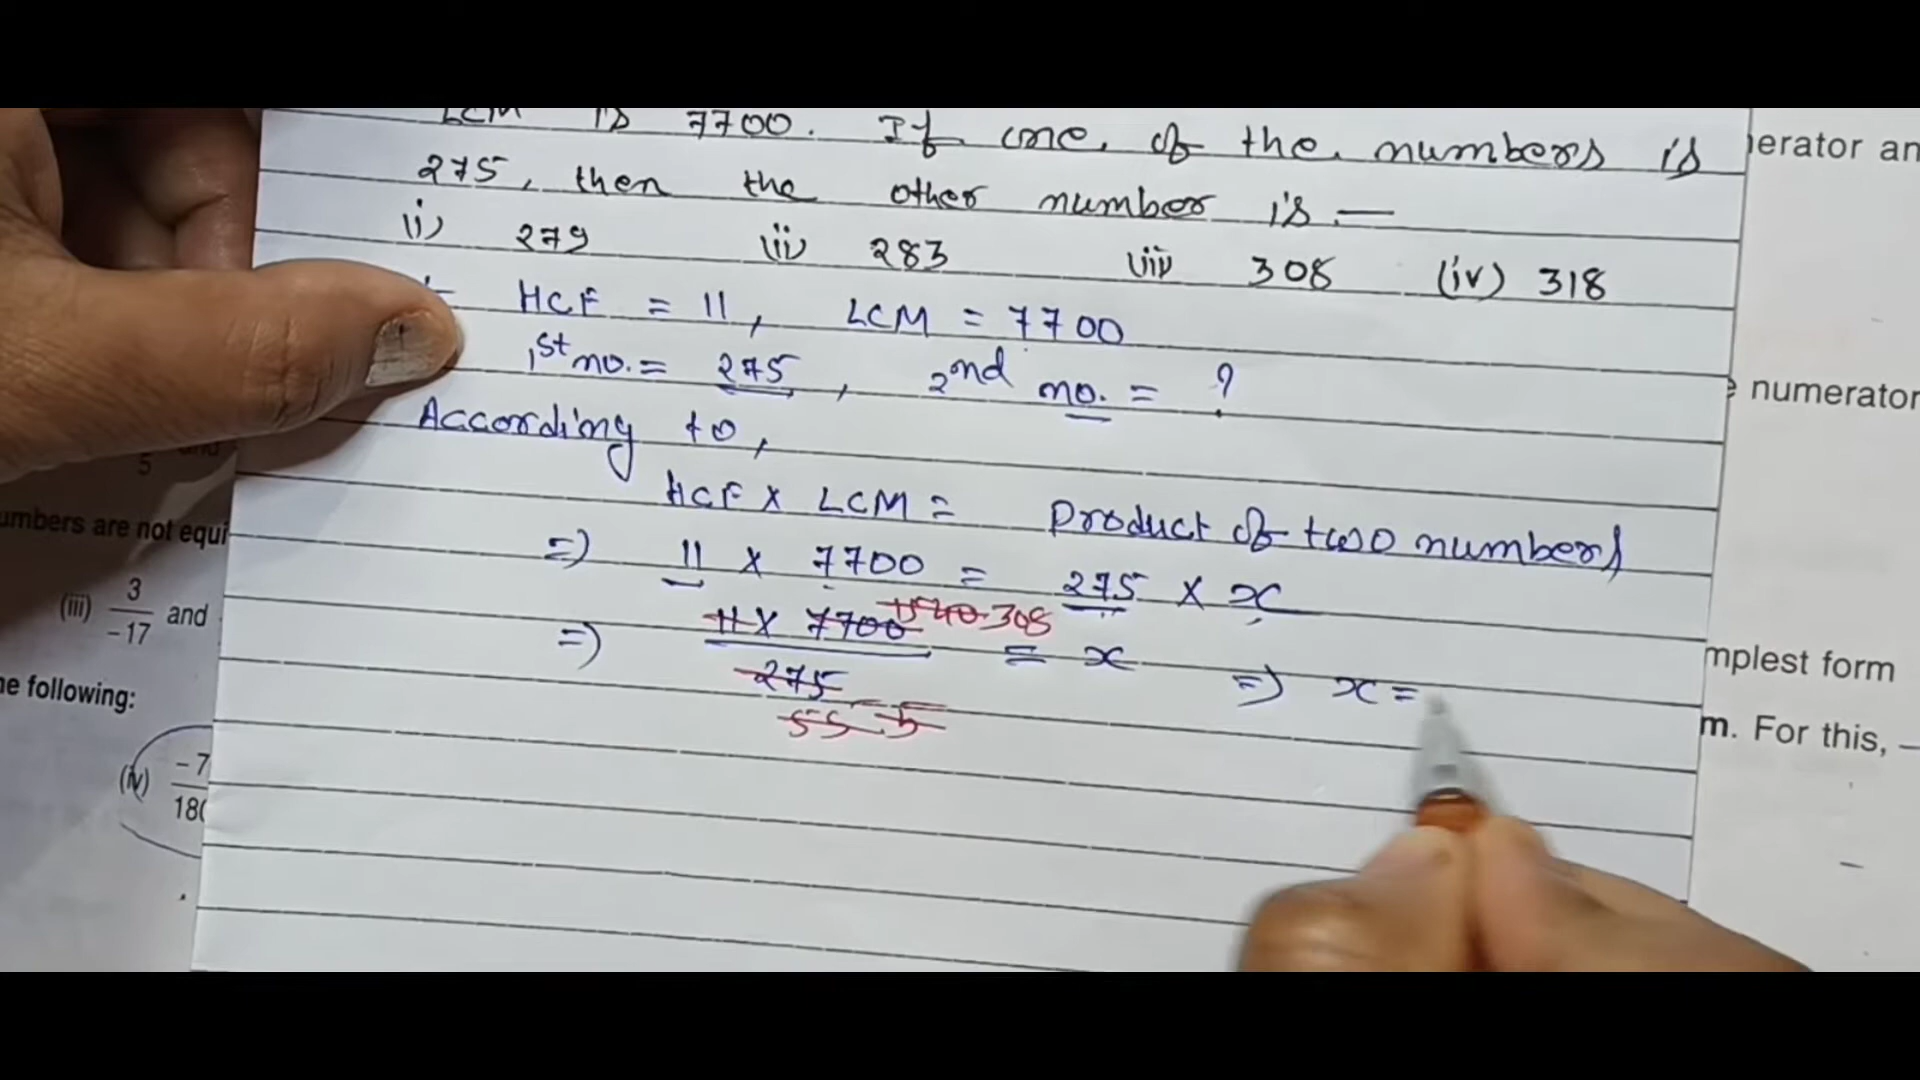 LCM is 7700. If one of the numbers is
275, then the other number is —
(i) 279 (ii) 283 (iii) 308 (iv) 318
HCF = 11, LCM = 7700
1st no. = 275, 2nd no. = ?
According to,
HCF x LCM = Product of two numbers
=> 11 x 7700 = 275 x x
1540 308
=> 11 x 7700 / 275 = x => x =
55 5
erator an
numerator
mplest form
m. For this, —
5
umbers are not equi
(iii) 3/-17 and
he following:
(iv) -7/180